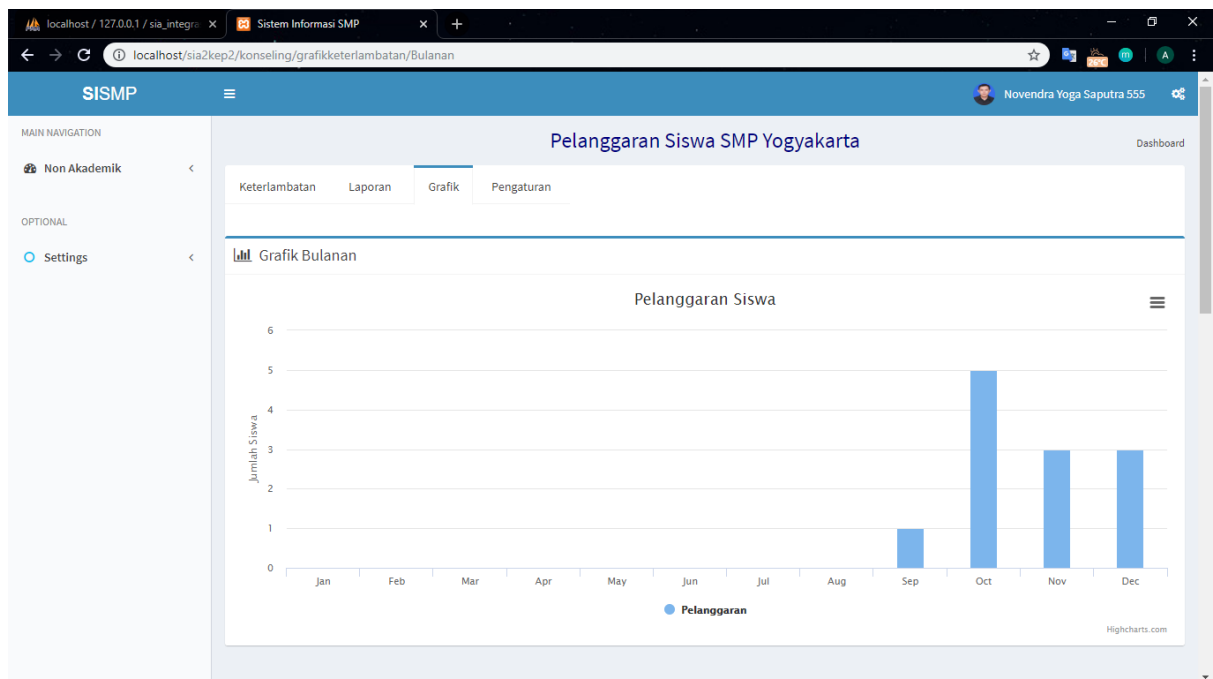 localhost / 127.0.0.1 / sia_integra
Sistem Informasi SMP
localhost/sia2kep2/konseling/grafikketerlambatan/Bulanan
26°C
m
A
SISMP
Novendra Yoga Saputra 555
MAIN NAVIGATION
Non Akademik
OPTIONAL
Settings
Pelanggaran Siswa SMP Yogyakarta
Dashboard
Keterlambatan Laporan Grafik Pengaturan
Grafik Bulanan
Pelanggaran Siswa
Jumlah Siswa
6
5
4
3
2
1
0
Jan Feb Mar Apr May Jun Jul Aug Sep Oct Nov Dec
Pelanggaran
Highcharts.com